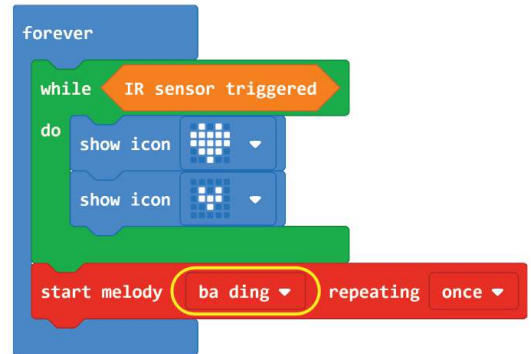 forever
while IR sensor triggered
do
show icon
show icon
start melody ba ding repeating once